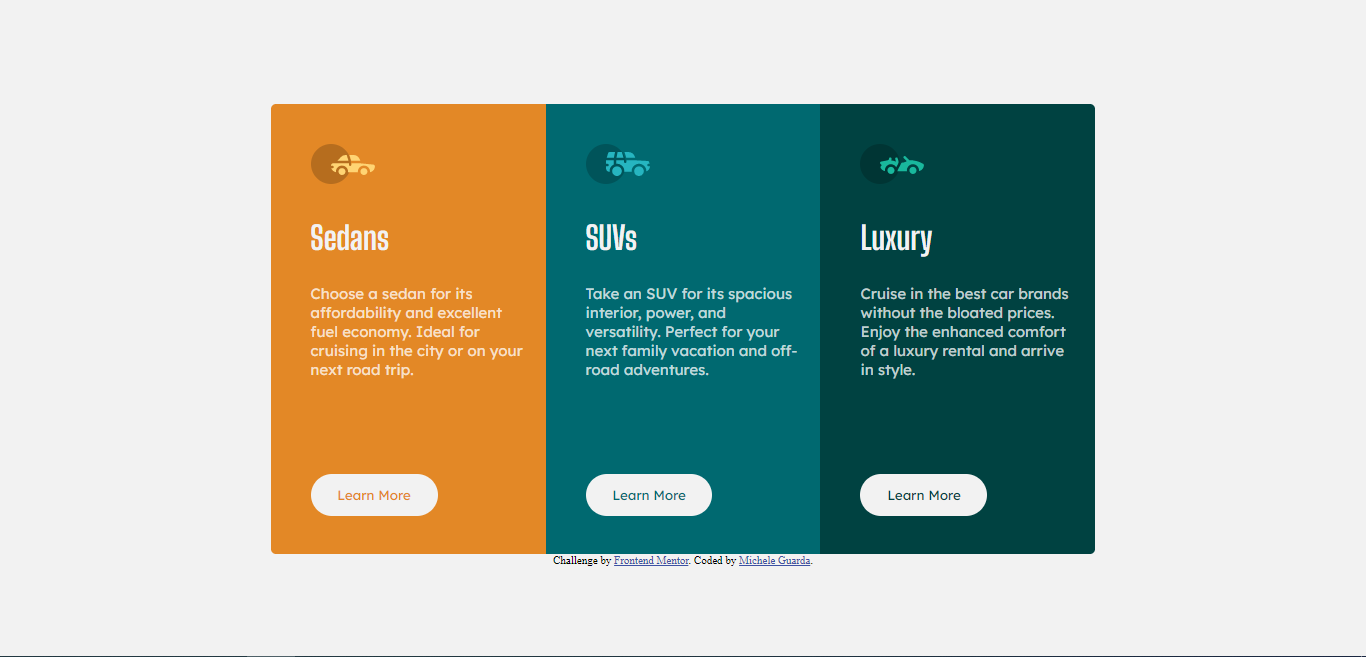 Sedans
Choose a sedan for its
affordability and excellent
fuel economy. Ideal for
cruising in the city or on your
next road trip.
Learn More
SUVs
Take an SUV for its spacious
interior, power, and
versatility. Perfect for your
next family vacation and off-
road adventures.
Learn More
Luxury
Cruise in the best car brands
without the bloated prices.
Enjoy the enhanced comfort
of a luxury rental and arrive
in style.
Learn More
Challenge by Frontend Mentor. Coded by Michele Guarda.